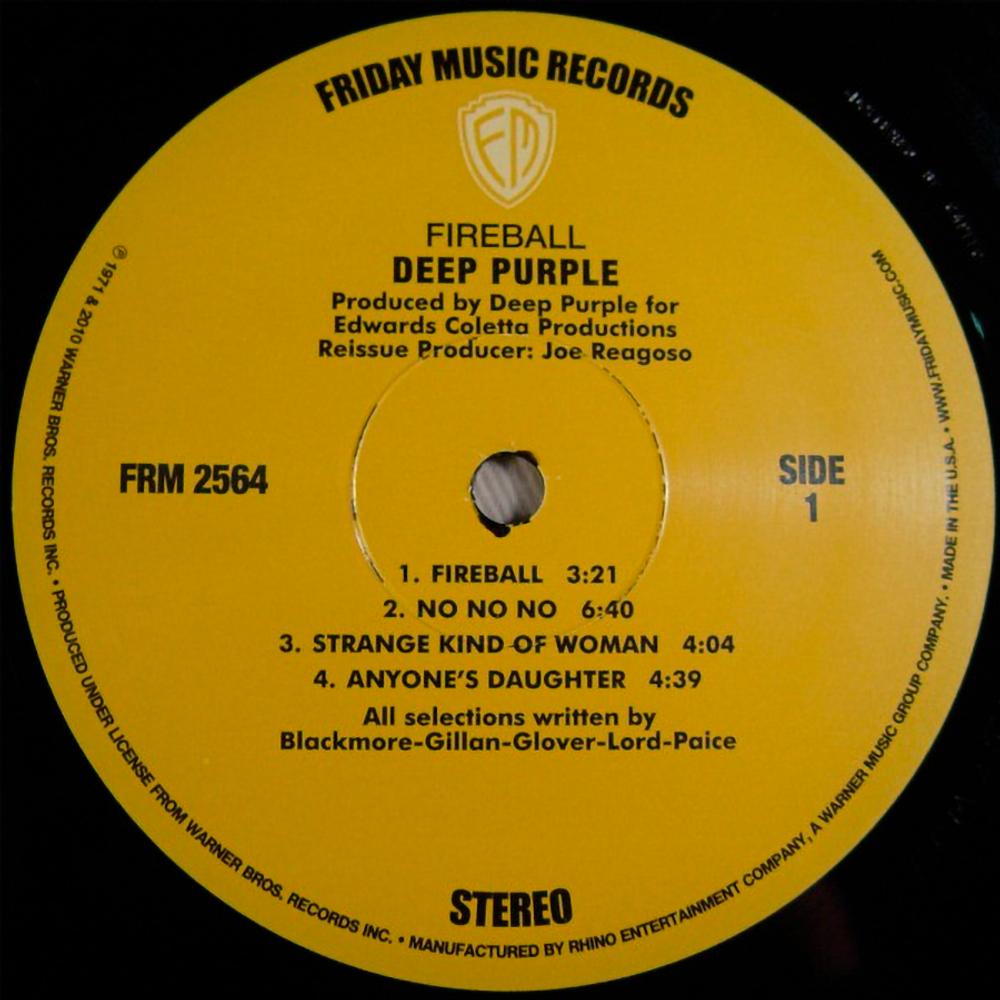 FRIDAY MUSIC RECORDS
FM
FIREBALL
DEEP PURPLE
Produced by Deep Purple for
Edwards Coletta Productions
Reissue Producer: Joe Reagoso
FRM 2564
SIDE
1
1. FIREBALL 3:21
2. NO NO NO 6:40
3. STRANGE KIND OF WOMAN 4:04
4. ANYONE'S DAUGHTER 4:39
All selections written by
Blackmore-Gillan-Glover-Lord-Paice
STEREO
℗ 1971 & 2010 WARNER BROS. RECORDS INC. • PRODUCED UNDER LICENSE FROM WARNER BROS. RECORDS INC. • MANUFACTURED BY RHINO ENTERTAINMENT COMPANY, A WARNER MUSIC GROUP COMPANY. • MADE IN THE U.S.A. • WWW.FRIDAYMUSIC.COM